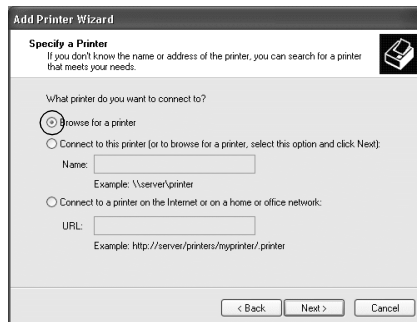 Add Printer Wizard
Specify a Printer
If you don't know the name or address of the printer, you can search for a printer
that meets your needs.
What printer do you want to connect to?
Browse for a printer
Connect to this printer (or to browse for a printer, select this option and click Next):
Name:
Example: \\server\printer
Connect to a printer on the Internet or on a home or office network:
URL:
Example: http://server/printers/myprinter/.printer
< Back Next > Cancel